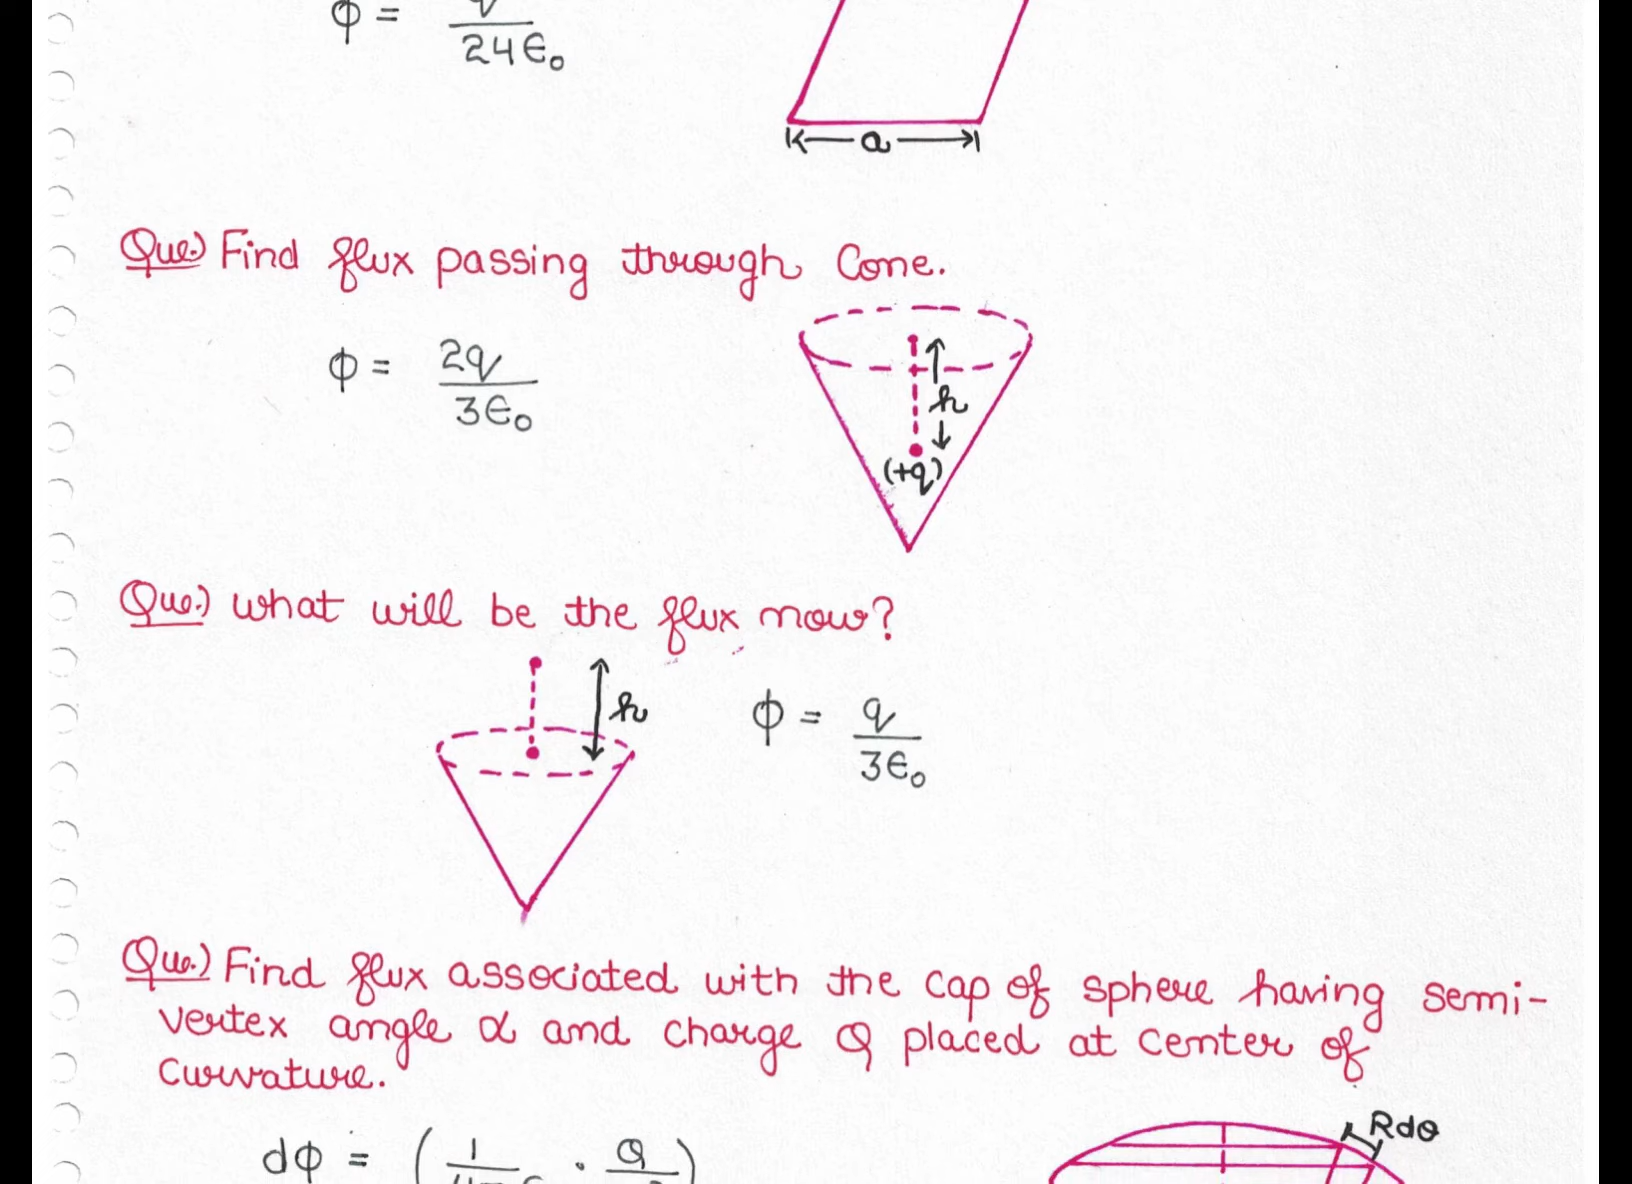 ϕ = q/24ϵ₀
a
Que.) Find flux passing through Cone.
ϕ = 2q/3ϵ₀
h
(+q)
Que.) what will be the flux now?
h
ϕ = q/3ϵ₀
Que.) Find flux associated with the cap of sphere having semi-
vertex angle α and charge Q placed at center of
curvature.
Rdθ
dϕ = (1 · Q)